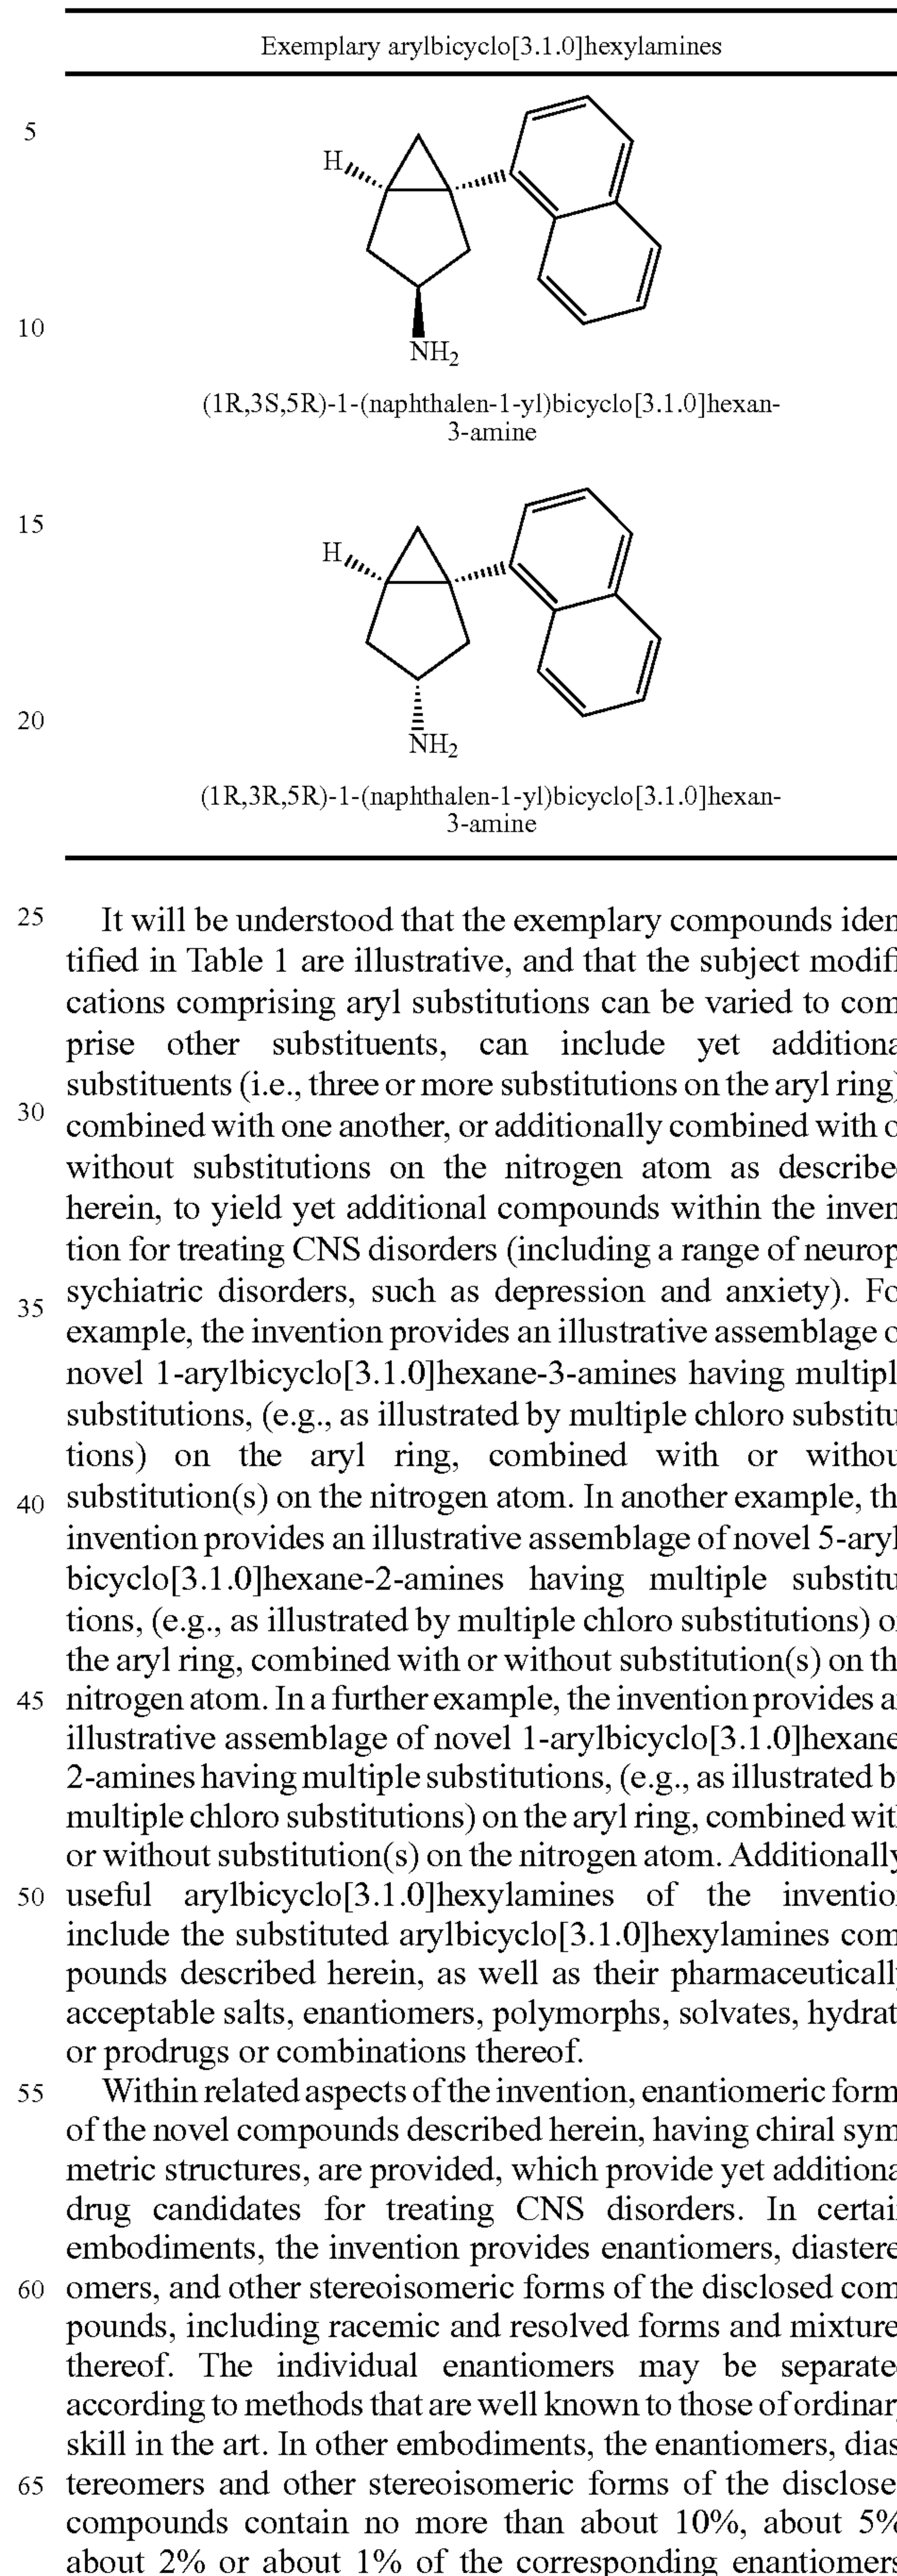 Exemplary arylbicyclo[3.1.0]hexylamines
5
H
10
NH2
(1R,3S,5R)-1-(naphthalen-1-yl)bicyclo[3.1.0]hexan-
3-amine
15
H
20
NH2
(1R,3R,5R)-1-(naphthalen-1-yl)bicyclo[3.1.0]hexan-
3-amine
25 It will be understood that the exemplary compounds iden
tified in Table 1 are illustrative, and that the subject modifi
cations comprising aryl substitutions can be varied to com
prise other substituents, can include yet additiona
substituents (i.e., three or more substitutions on the aryl ring)
30 combined with one another, or additionally combined with o
without substitutions on the nitrogen atom as describe
herein, to yield yet additional compounds within the inven
tion for treating CNS disorders (including a range of neurop
sychiatric disorders, such as depression and anxiety). Fo
35 example, the invention provides an illustrative assemblage o
novel 1-arylbicyclo[3.1.0]hexane-3-amines having multipl
substitutions, (e.g., as illustrated by multiple chloro substitu
tions) on the aryl ring, combined with or withou
40 substitution(s) on the nitrogen atom. In another example, th
invention provides an illustrative assemblage of novel 5-aryl
bicyclo[3.1.0]hexane-2-amines having multiple substitu
tions, (e.g., as illustrated by multiple chloro substitutions) o
the aryl ring, combined with or without substitution(s) on th
45 nitrogen atom. In a further example, the invention provides a
illustrative assemblage of novel 1-arylbicyclo[3.1.0]hexane
2-amines having multiple substitutions, (e.g., as illustrated b
multiple chloro substitutions) on the aryl ring, combined wit
or without substitution(s) on the nitrogen atom. Additionally
50 useful arylbicyclo[3.1.0]hexylamines of the inventio
include the substituted arylbicyclo[3.1.0]hexylamines com
pounds described herein, as well as their pharmaceuticall
acceptable salts, enantiomers, polymorphs, solvates, hydrat
or prodrugs or combinations thereof.
55 Within related aspects of the invention, enantiomeric form
of the novel compounds described herein, having chiral sym
metric structures, are provided, which provide yet additiona
drug candidates for treating CNS disorders. In certai
embodiments, the invention provides enantiomers, diastere
60 omers, and other stereoisomeric forms of the disclosed com
pounds, including racemic and resolved forms and mixture
thereof. The individual enantiomers may be separate
according to methods that are well known to those of ordinar
skill in the art. In other embodiments, the enantiomers, dias
65 tereomers and other stereoisomeric forms of the disclose
compounds contain no more than about 10%, about 5%
about 2% or about 1% of the corresponding enantiomers